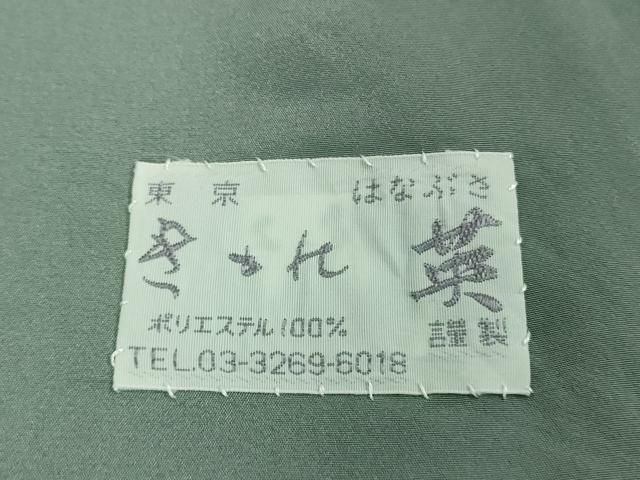 東京 はなぶさ
きもの 英
ポリエステル100% 謹製
TEL.03-3269-6018